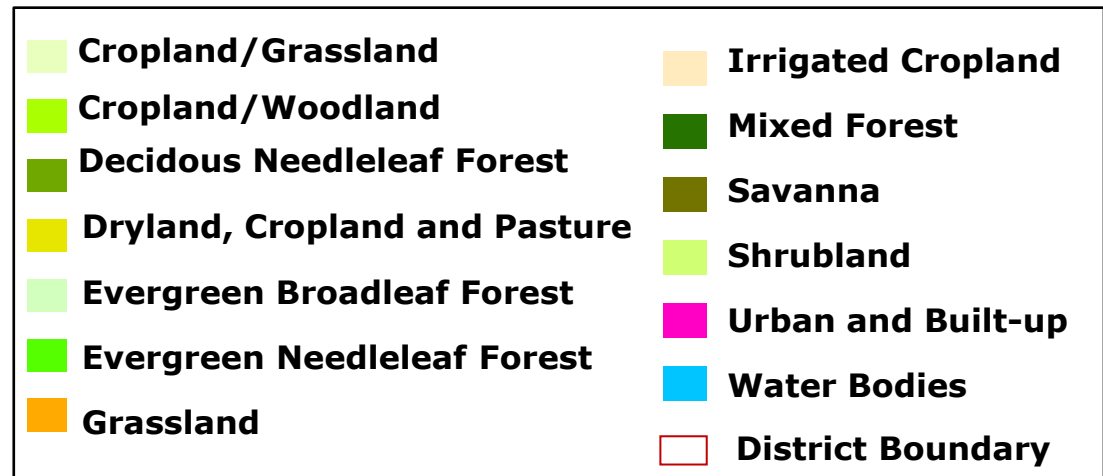 Cropland/Grassland
Cropland/Woodland
Decidous Needleleaf Forest
Dryland, Cropland and Pasture
Evergreen Broadleaf Forest
Evergreen Needleleaf Forest
Grassland
Irrigated Cropland
Mixed Forest
Savanna
Shrubland
Urban and Built-up
Water Bodies
District Boundary